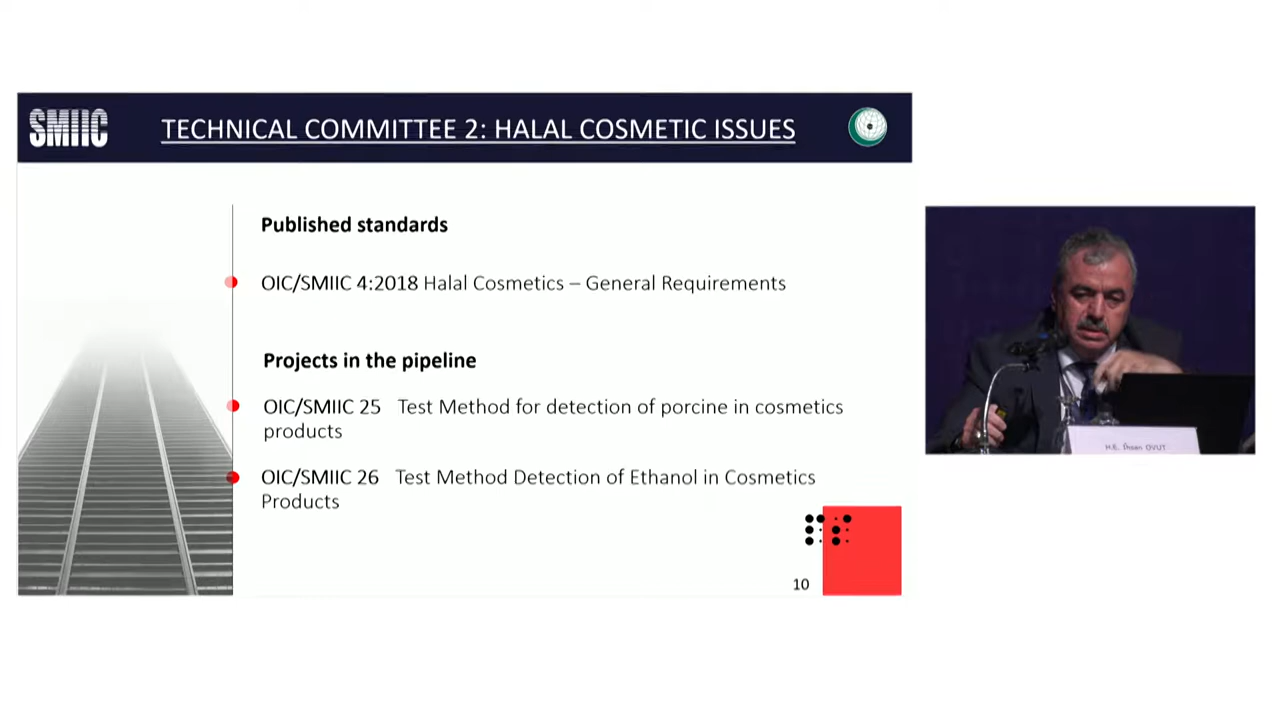 SMIIC
TECHNICAL COMMITTEE 2: HALAL COSMETIC ISSUES
Published standards
OIC/SMIIC 4:2018 Halal Cosmetics – General Requirements
Projects in the pipeline
OIC/SMIIC 25 Test Method for detection of porcine in cosmetics
products
OIC/SMIIC 26 Test Method Detection of Ethanol in Cosmetics
Products
10
H.E. İhsan OVUT